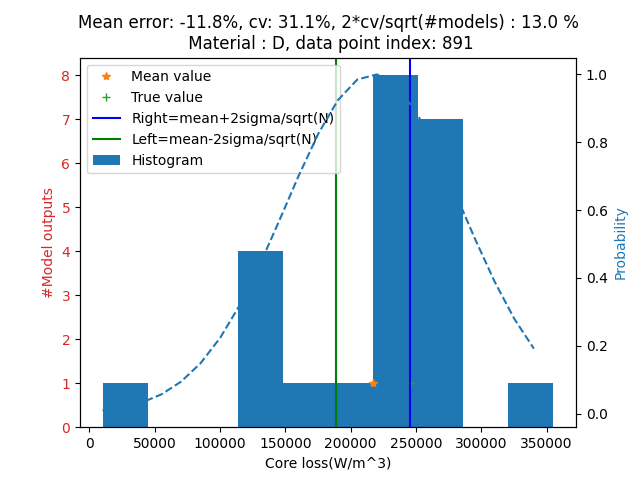 Mean error: -11.8%, cv: 31.1%, 2*cv/sqrt(#models) : 13.0 %
Material : D, data point index: 891
Mean value
True value
Right=mean+2sigma/sqrt(N)
Left=mean-2sigma/sqrt(N)
Histogram
8
7
6
5
4
3
2
1
0
#Model outputs
1.0
0.8
0.6
0.4
0.2
0.0
Probability
0 50000 100000 150000 200000 250000 300000 350000
Core loss(W/m^3)